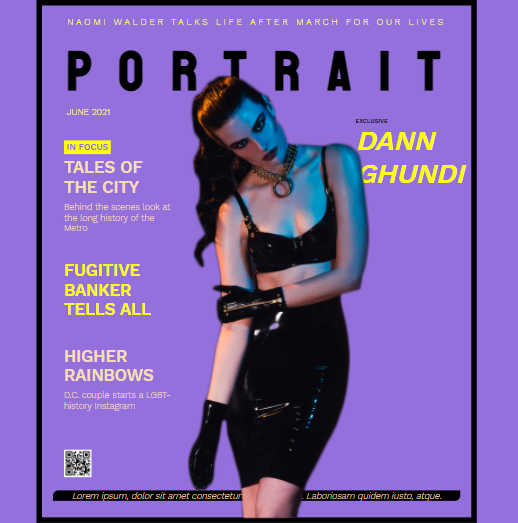 NAOMI WALDER TALKS LIFE AFTER MARCH FOR OUR LIVES
PORTRAIT
JUNE 2021
EXCLUSIVE
DANN
GHUNDI
IN FOCUS
TALES OF
THE CITY
Behind the scenes look at
the long history of the
Metro
FUGITIVE
BANKER
TELLS ALL
HIGHER
RAINBOWS
D.C. couple starts a LGBT-
history Instagram
Lorem ipsum, dolor sit amet consectetur . Laboriosam quidem iusto, atque.